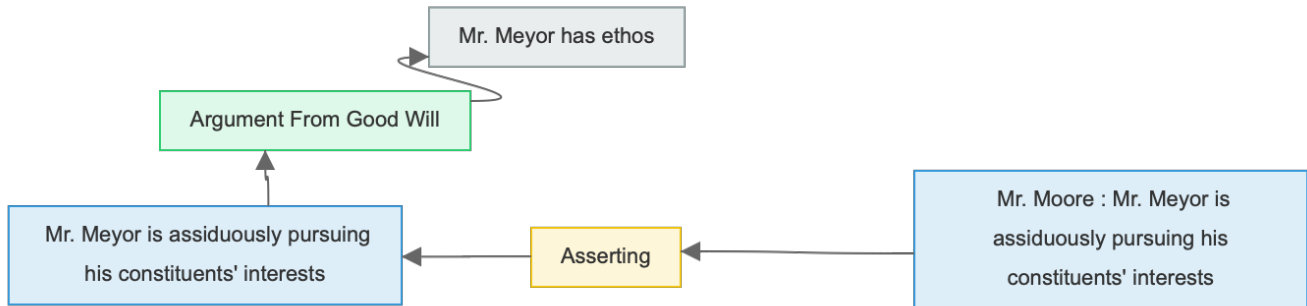 Mr. Meyor has ethos
Argument From Good Will
Mr. Meyor is assiduously pursuing
his constituents' interests
Asserting
Mr. Moore : Mr. Meyor is
assiduously pursuing his
constituents' interests